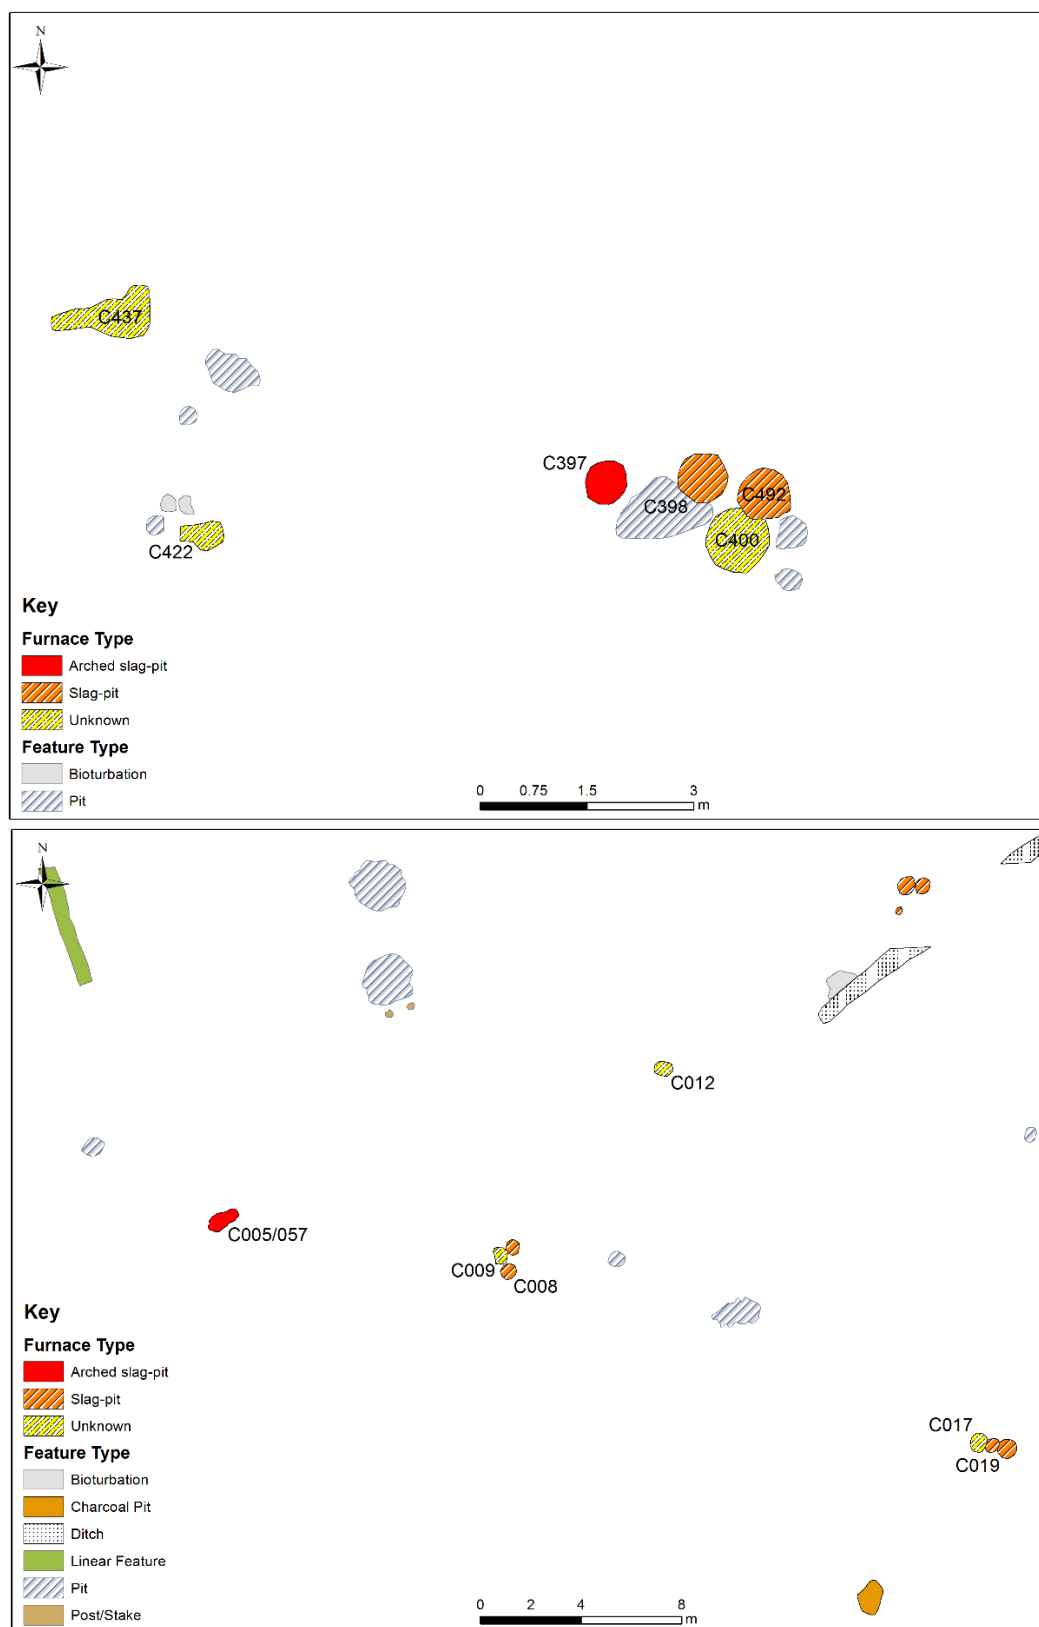 N
C437
C397
C492
C398
C400
C422
Key
Furnace Type
Arched slag-pit
Slag-pit
Unknown
Feature Type
Bioturbation
Pit
0 0.75 1.5 3
m
N
C012
C005/057
C009
C008
Key
Furnace Type
Arched slag-pit
Slag-pit
Unknown
C017
Feature Type
C019
Bioturbation
Charcoal Pit
Ditch
Linear Feature
Pit
Post/Stake
0 2 4 8
m